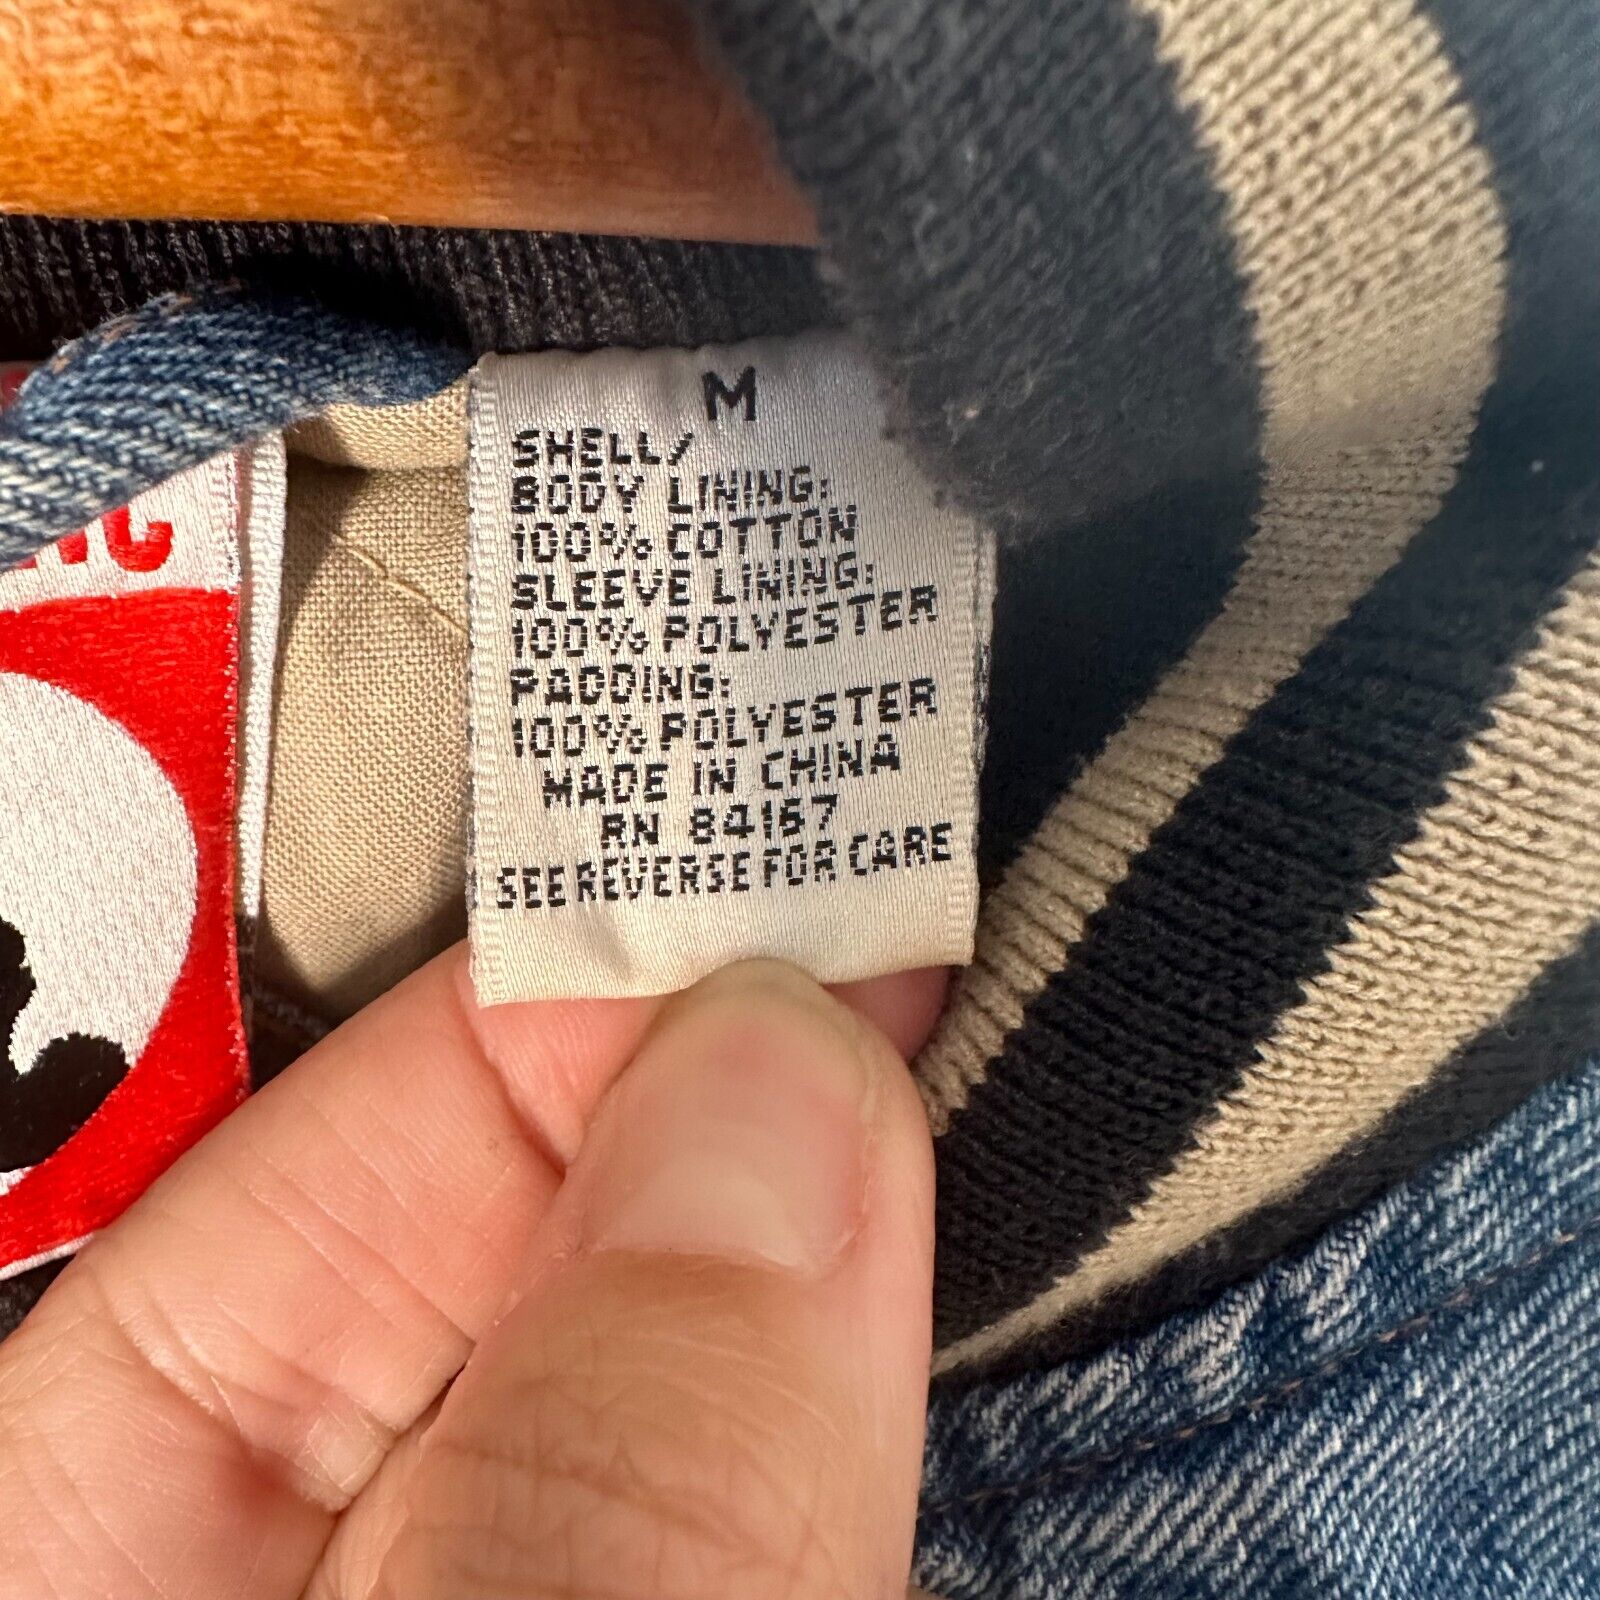 M
SHELL/
BODY LINING:
100% COTTON
SLEEVE LINING:
100% POLYESTER
PADDING:
100% POLYESTER
MADE IN CHINA
RN 84167
SEE REVERSE FOR CARE